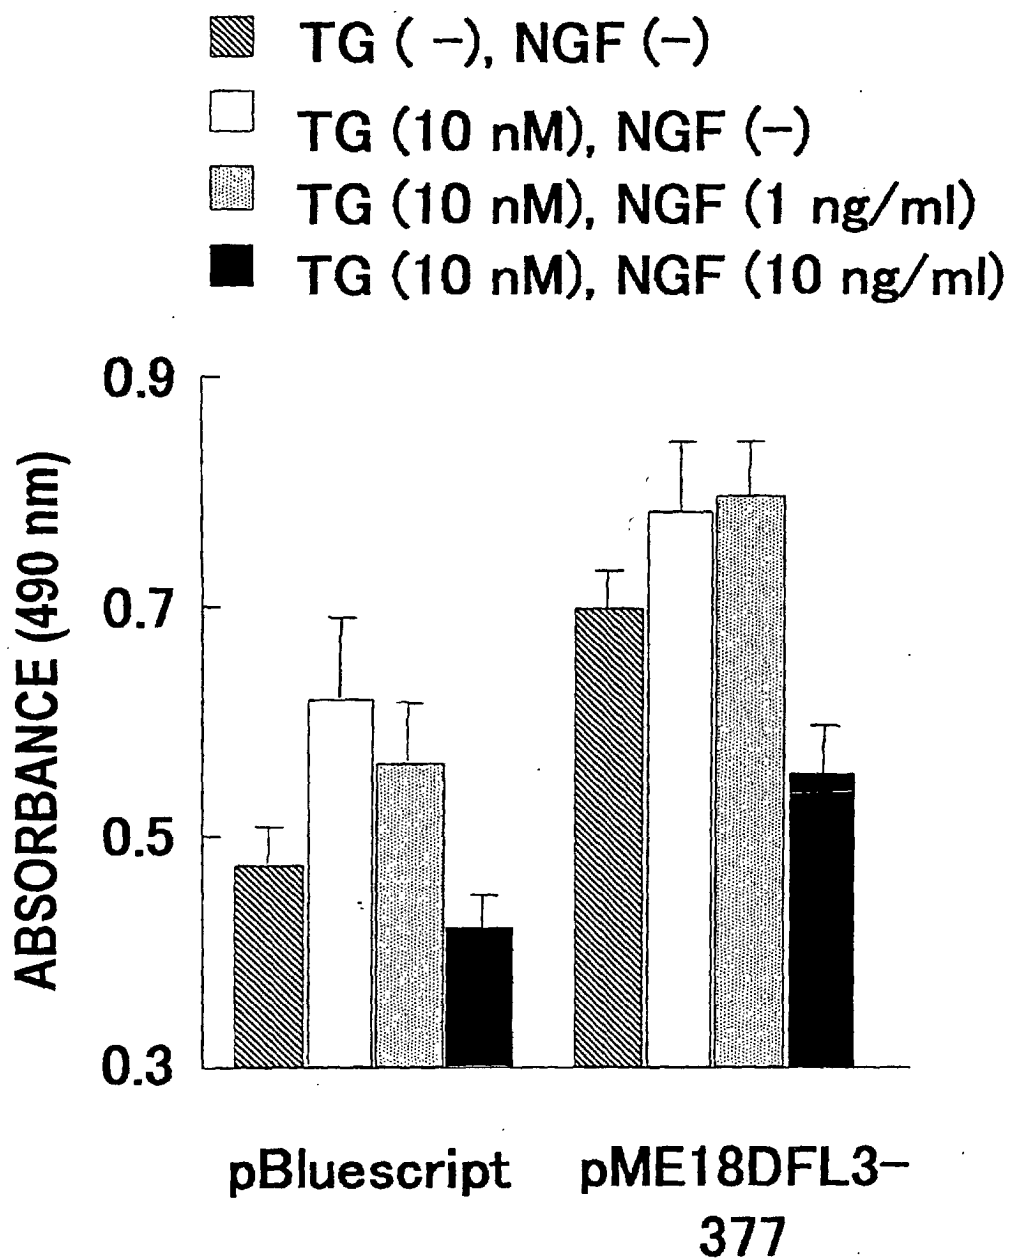 TG ( −), NGF (−)
TG (10 nM), NGF (−)
TG (10 nM), NGF (1 ng/ml)
TG (10 nM), NGF (10 ng/ml)
0.9
0.7
0.5
0.3
ABSORBANCE (490 nm)
pBluescript
pME18DFL3−
377